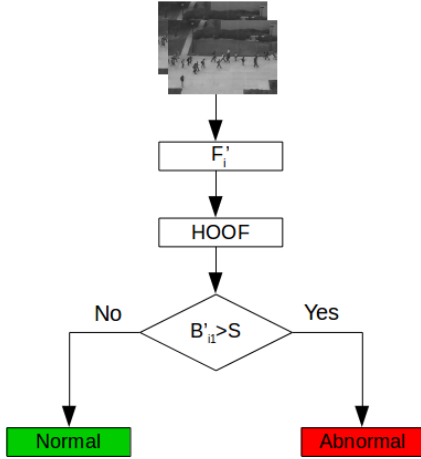 F'i
HOOF
No
Yes
B'i1>S
Normal
Abnormal